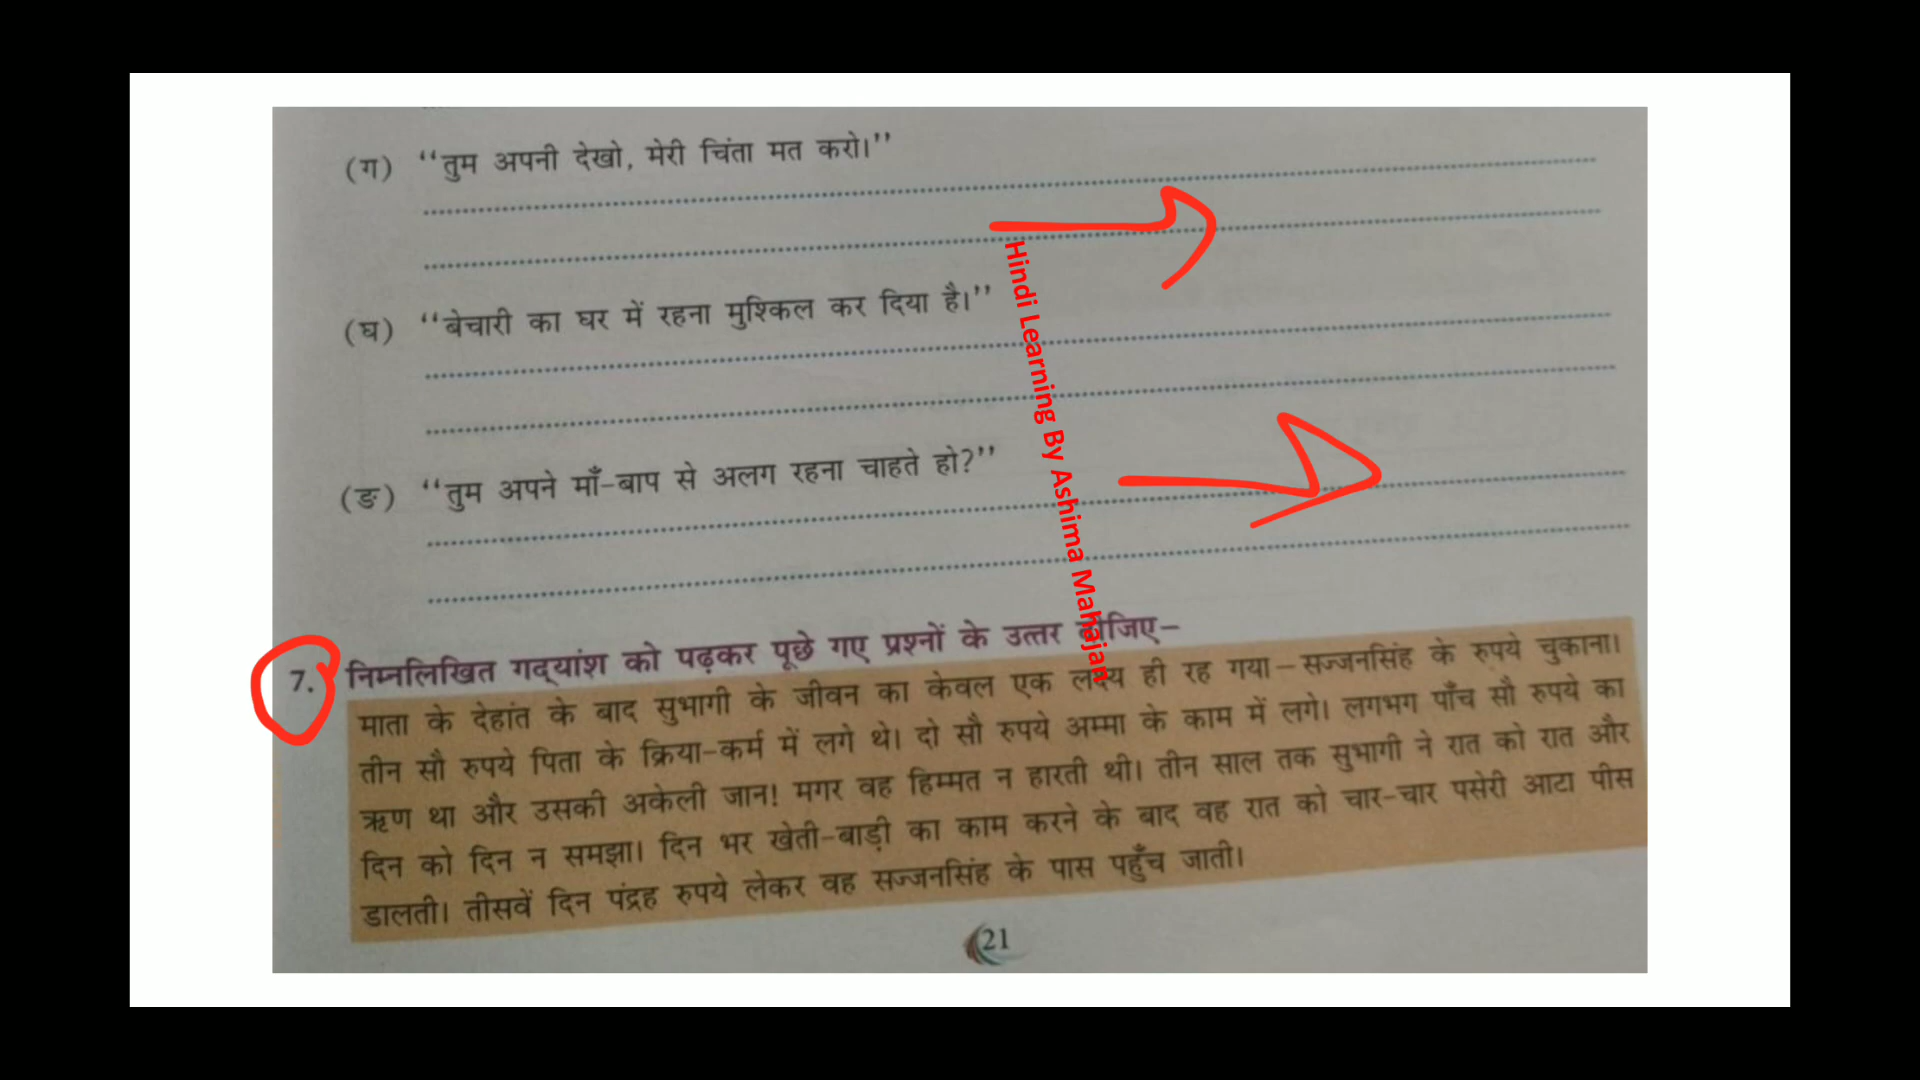 (ग) ‘‘तुम अपनी देखो, मेरी चिंता मत करो।’’
(घ) ‘‘बेचारी का घर में रहना मुश्किल कर दिया है।’’
(ङ) ‘‘तुम अपने माँ-बाप से अलग रहना चाहते हो?’’
Hindi Learning By Ashima Mahajan
7. निम्नलिखित गद्यांश को पढ़कर पूछे गए प्रश्नों के उत्तर दीजिए–
माता के देहांत के बाद सुभागी के जीवन का केवल एक लक्ष्य ही रह गया – सज्जनसिंह के रुपये चुकाना।
तीन सौ रुपये पिता के क्रिया-कर्म में लगे थे। दो सौ रुपये अम्मा के काम में लगे। लगभग पाँच सौ रुपये का
ऋण था और उसकी अकेली जान! मगर वह हिम्मत न हारती थी। तीन साल तक सुभागी ने रात को रात और
दिन को दिन न समझा। दिन भर खेती-बाड़ी का काम करने के बाद वह रात को चार-चार पसेरी आटा पीस
डालती। तीसवें दिन पंद्रह रुपये लेकर वह सज्जनसिंह के पास पहुँच जाती।
21